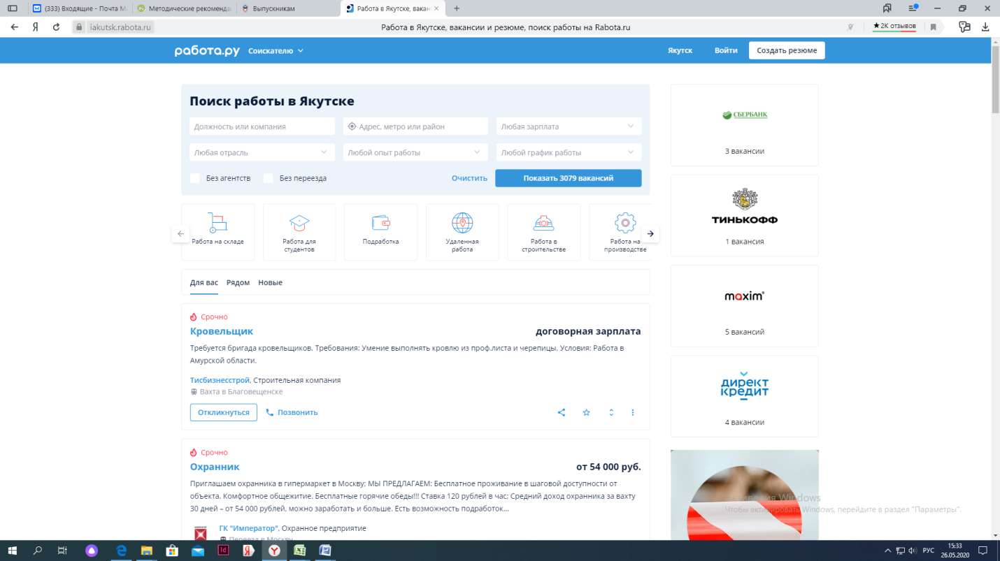 (333) Входящие - Почта M
Методические рекоменда
Выпускникам
Работа в Якутске, вакан
iakutsk.rabota.ru
Работа в Якутске, вакансии и резюме, поиск работы на Rabota.ru
★2К отзывов
работа.ру
Соискателю
Якутск
Войти
Создать резюме
Поиск работы в Якутске
Должность или компания
Адрес, метро или район
Любая зарплата
Любая отрасль
Любой опыт работы
Любой график работы
Без агентств
Без переезда
Очистить
Показать 3079 вакансий
Работа на складе
Работа для
студентов
Подработка
Удаленная
работа
Работа в
строительстве
Работа на
производстве
Для вас
Рядом
Новые
Срочно
Кровельщик
договорная зарплата
Требуется бригада кровельщиков. Требования: Умение выполнять кровлю из проф.листа и черепицы. Условия: Работа в
Амурской области.
Тисбизнесстрой, Строительная компания
Вахта в Благовещенске
Откликнуться
Позвонить
Срочно
Охранник
от 54 000 руб.
Приглашаем охранника в гипермаркет в Москву; МЫ ПРЕДЛАГАЕМ: Бесплатное проживание в шаговой доступности от
объекта. Комфортное общежитие. Бесплатные горячие обеды!!! Ставка 120 рублей в час; Средний доход охранника за вахту
30 дней – от 54 000 рублей, можно заработать и больше. Есть возможность подработок...
ГК "Император", Охранное предприятие
Переезд в Москву
СБЕРБАНК
3 вакансии
ТИНЬКОФФ
1 вакансия
maxim®
5 вакансий
директ
кредит
4 вакансии
Активация Windows
Чтобы активировать Windows, перейдите в раздел "Параметры".
Id
РУС
15:33
26.05.2020